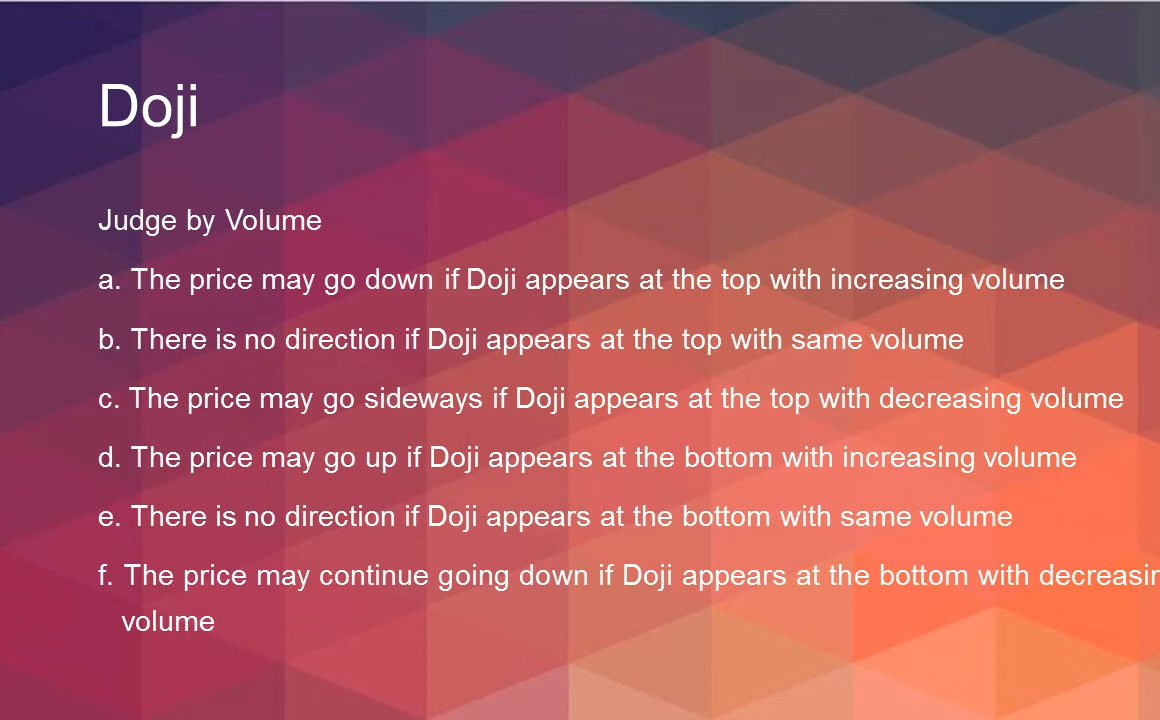 Doji
Judge by Volume
a. The price may go down if Doji appears at the top with increasing volume
b. There is no direction if Doji appears at the top with same volume
c. The price may go sideways if Doji appears at the top with decreasing volume
d. The price may go up if Doji appears at the bottom with increasing volume
e. There is no direction if Doji appears at the bottom with same volume
f. The price may continue going down if Doji appears at the bottom with
volume